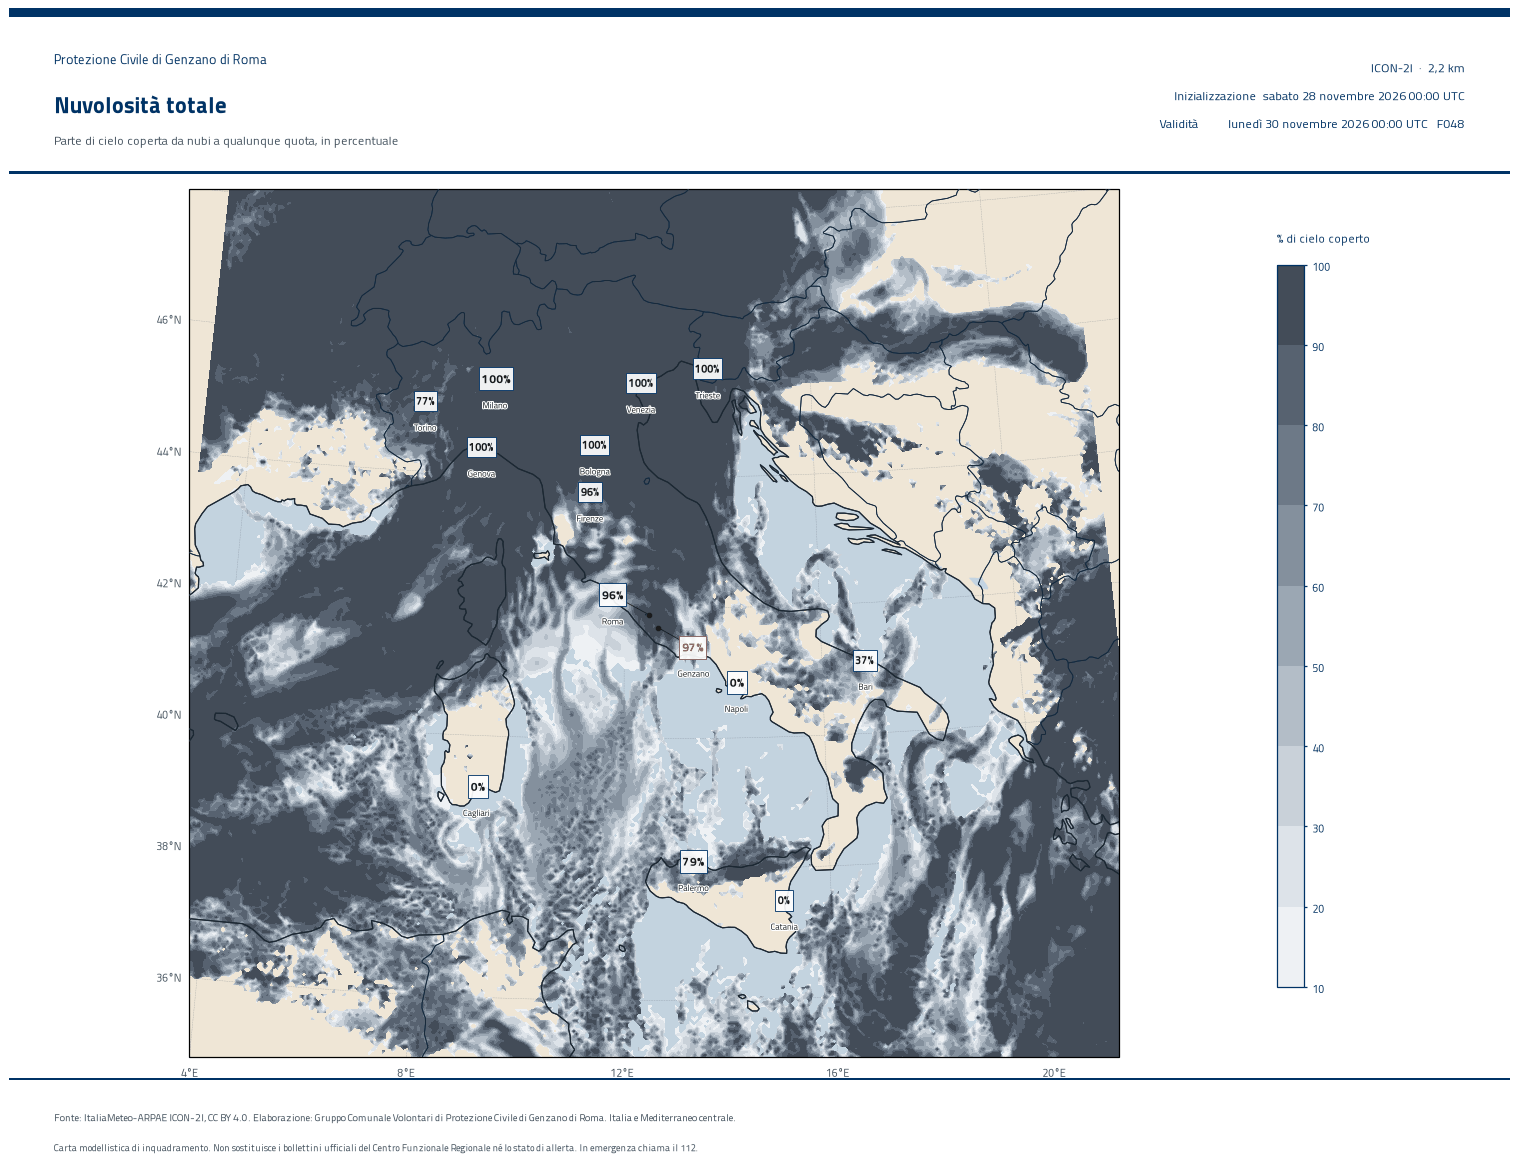 Protezione Civile di Genzano di Roma
Nuvolosità totale
Parte di cielo coperta da nubi a qualunque quota, in percentuale
ICON-2I · 2,2 km
Inizializzazione sabato 28 novembre 2026 00:00 UTC
Validità lunedì 30 novembre 2026 00:00 UTC F048
% di cielo coperto
100
90
80
70
60
50
40
30
20
10
46°N
44°N
42°N
40°N
38°N
36°N
4°E
8°E
12°E
16°E
20°E
100%
Trieste
100%
Milano
100%
Venezia
77%
Torino
100%
Genova
100%
Bologna
96%
Firenze
96%
Roma
97%
Genzano
37%
Bari
0%
Napoli
0%
Cagliari
79%
Palermo
0%
Catania
Fonte: ItaliaMeteo-ARPAE ICON-2I, CC BY 4.0. Elaborazione: Gruppo Comunale Volontari di Protezione Civile di Genzano di Roma. Italia e Mediterraneo centrale.
Carta modellistica di inquadramento. Non sostituisce i bollettini ufficiali del Centro Funzionale Regionale né lo stato di allerta. In emergenza chiama il 112.